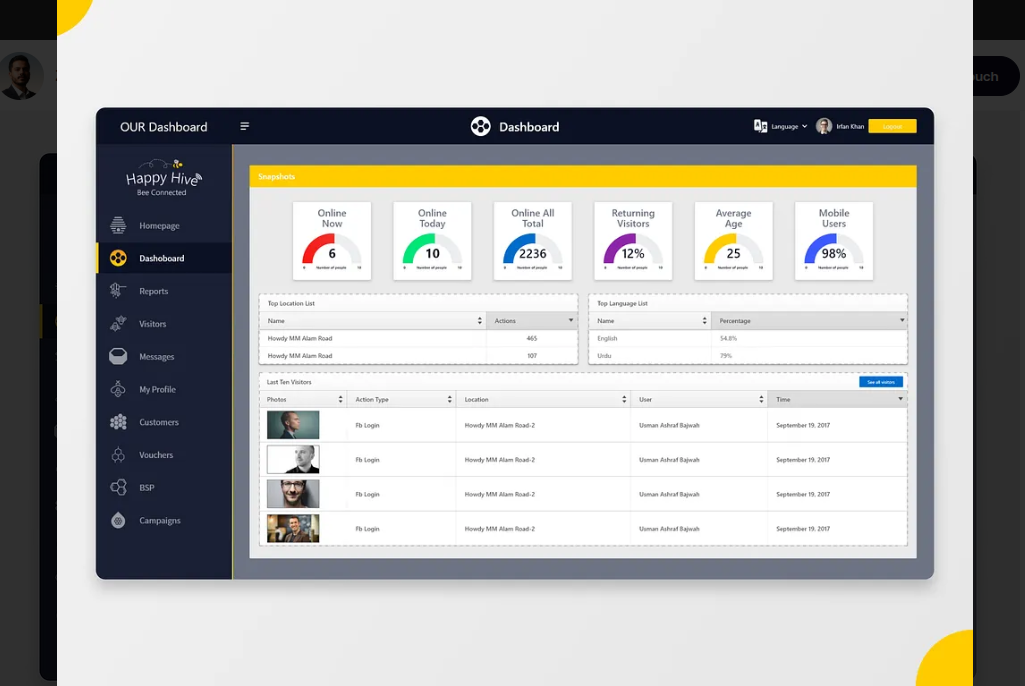 ouch
OUR Dashboard
Dashboard
Language
Irfan Khan
Logout
Happy Hive
Bee Connected
Homepage
Dashoboard
Reports
Visitors
Messages
My Profile
Customers
Vouchers
BSP
Campaigns
Snapshots
Online
Now
6
0 Number of people 10
Online
Today
10
0 Number of people 10
Online All
Total
2236
0 Number of people 10
Returning
Visitors
12%
0 Number of people 10
Average
Age
25
0 Number of people 10
Mobile
Users
98%
0 Number of people 10
Top Location List
Name Actions
Howdy MM Alam Road 465
Howdy MM Alam Road 107
Top Language List
Name Percentage
English 54.8%
Urdu 79%
Last Ten Visitors
See all visitors
Photos Action Type Location User Time
Fb Login Howdy MM Alam Road-2 Usman Ashraf Bajwah September 19, 2017
Fb Login Howdy MM Alam Road-2 Usman Ashraf Bajwah September 19, 2017
Fb Login Howdy MM Alam Road-2 Usman Ashraf Bajwah September 19, 2017
Fb Login Howdy MM Alam Road-2 Usman Ashraf Bajwah September 19, 2017